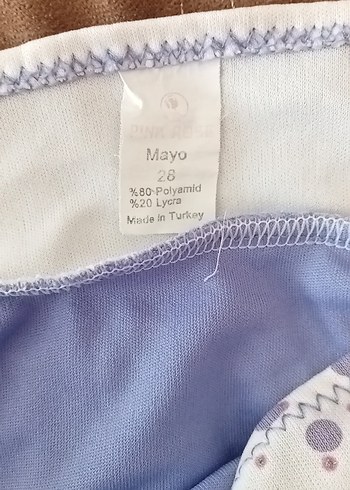 Mayo
28
%80 Polyamid
%20 Lycra
Made in Turkey